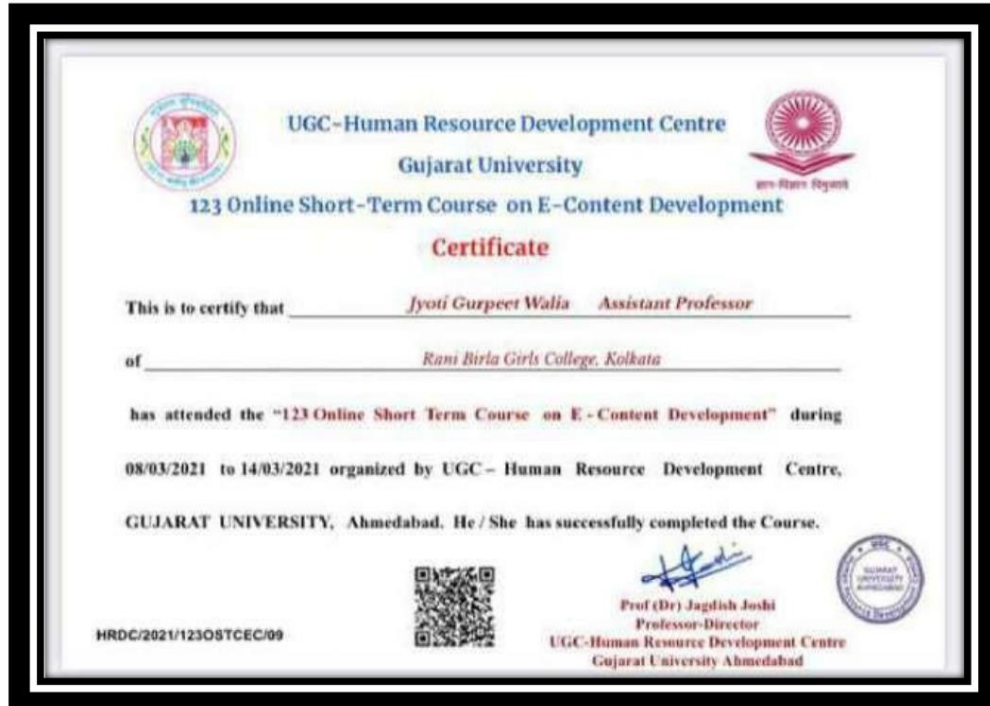 UGC-Human Resource Development Centre
Gujarat University
123 Online Short-Term Course on E-Content Development
Certificate
This is to certify that Jyoti Gurpeet Walia Assistant Professor
of Rani Birla Girls College, Kolkata
has attended the "123 Online Short Term Course on E - Content Development" during
08/03/2021 to 14/03/2021 organized by UGC – Human Resource Development Centre,
GUJARAT UNIVERSITY, Ahmedabad. He / She has successfully completed the Course.
Prof (Dr) Jagdish Joshi
Professor-Director
UGC-Human Resource Development Centre
Gujarat University Ahmedabad
HRDC/2021/123OSTCEC/09
UGC
GUJARAT
UNIVERSITY
AHMEDABAD